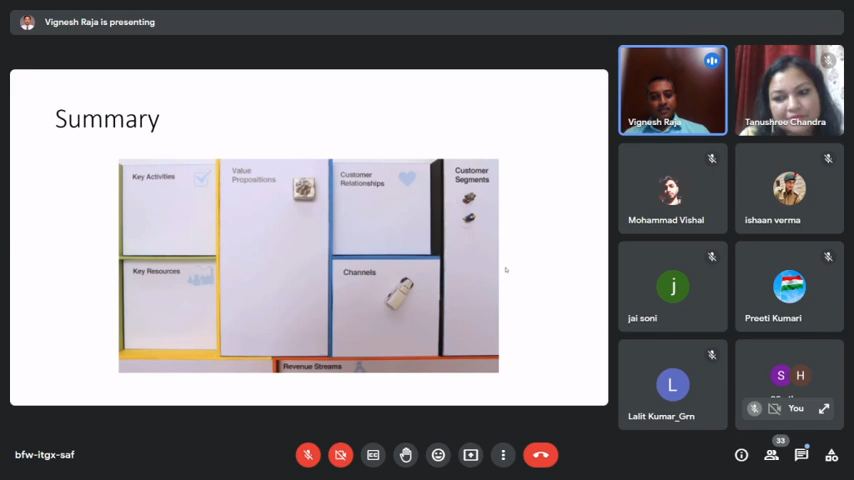 Vignesh Raja is presenting
Summary
Key Activities
Value
Propositions
Customer
Relationships
Customer
Segments
Key Resources
Channels
Revenue Streams
Vignesh Raja
Tanushree Chandra
Mohammad Vishal
ishaan verma
j
jai soni
Preeti Kumari
L
Lalit Kumar_Grn
S
H
You
bfw-itgx-saf
33